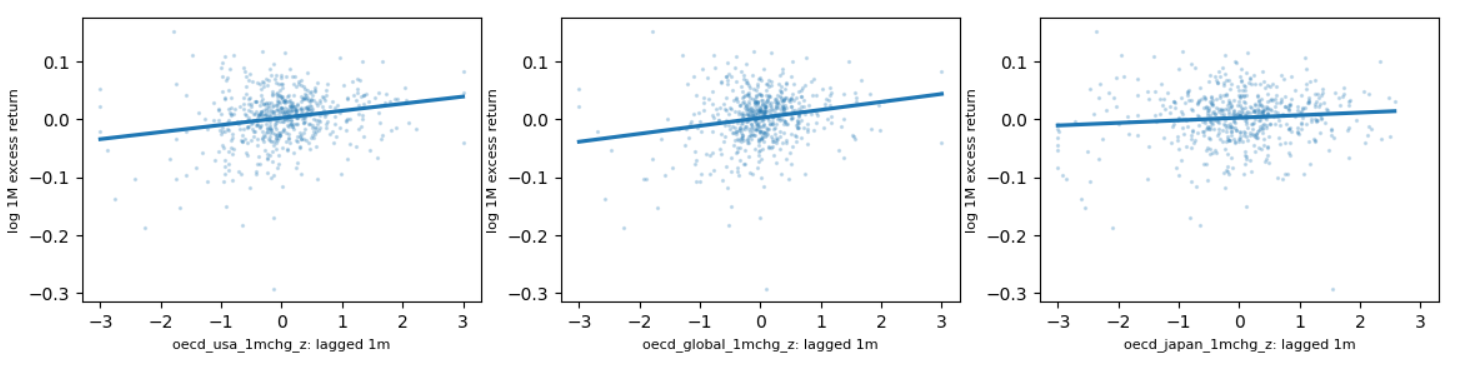 log 1M excess return
0.1
0.0
−0.1
−0.2
−0.3
−3 −2 −1 0 1 2 3
oecd_usa_1mchg_z: lagged 1m
log 1M excess return
0.1
0.0
−0.1
−0.2
−0.3
−3 −2 −1 0 1 2 3
oecd_global_1mchg_z: lagged 1m
log 1M excess return
0.1
0.0
−0.1
−0.2
−0.3
−3 −2 −1 0 1 2 3
oecd_japan_1mchg_z: lagged 1m